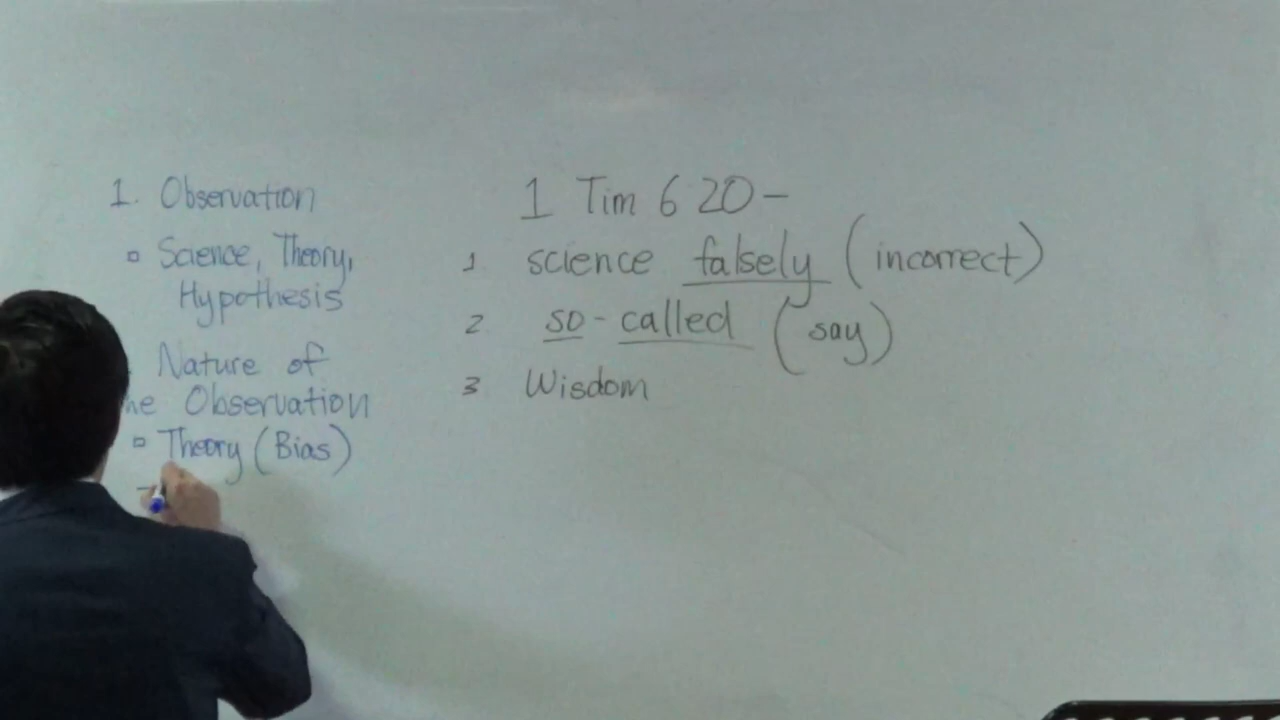 1. Observation
Science, Theory,
Hypothesis
Nature of
Observation
Theory (Bias)
1 Tim 6 20-
1 science falsely (incorrect)
2 so-called (say)
3 Wisdom